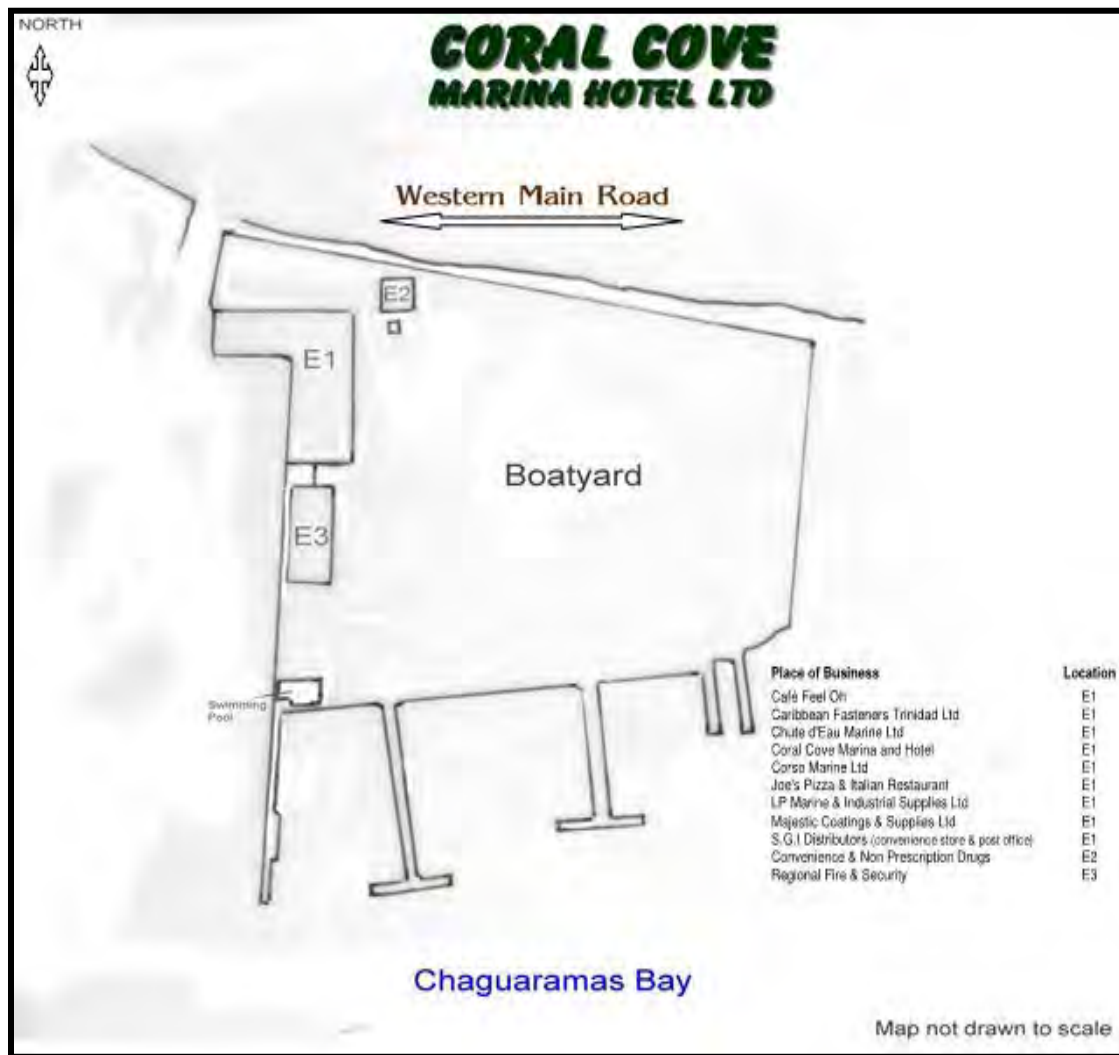 NORTH
CORAL COVE
MARINA HOTEL LTD
Western Main Road
E2
E1
Boatyard
E3
Swimming
Pool
Place of Business Location
Café Feel Oh E1
Caribbean Fasteners Trinidad Ltd E1
Chute d'Eau Marine Ltd E1
Coral Cove Marina and Hotel E1
Corso Marine Ltd E1
Joe's Pizza & Italian Restaurant E1
LP Marine & Industrial Supplies Ltd E1
Majestic Coatings & Supplies Ltd E1
S.G.I Distributors (convenience store & post office) E1
Convenience & Non Prescription Drugs E2
Regional Fire & Security E3
Chaguaramas Bay
Map not drawn to scale